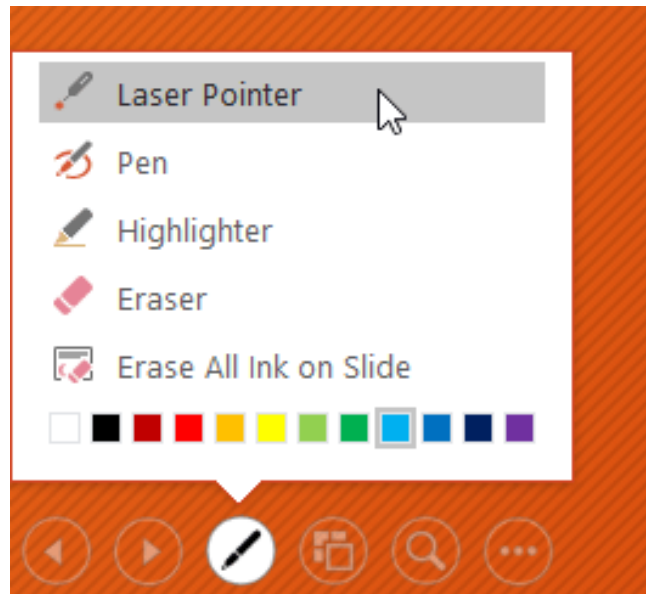 Laser Pointer
Pen
Highlighter
Eraser
Erase All Ink on Slide